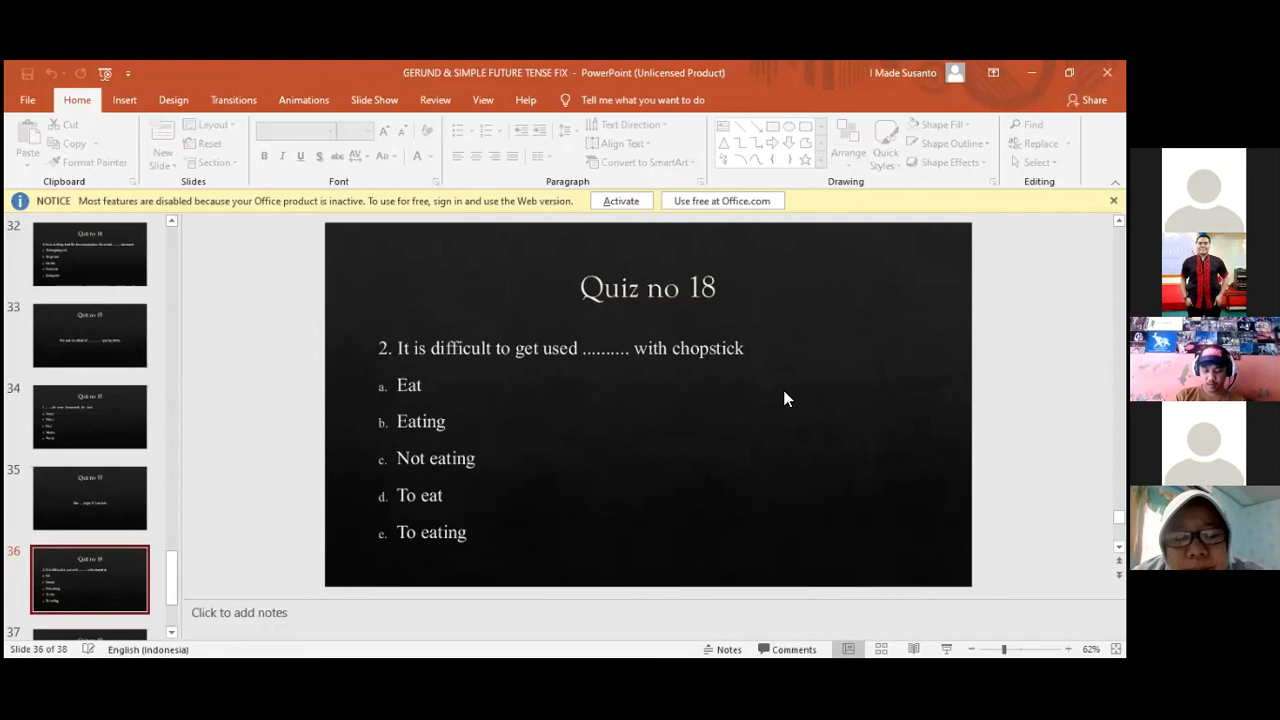 GERUND & SIMPLE FUTURE TENSE FIX - PowerPoint (Unlicensed Product)
I Made Susanto
File Home Insert Design Transitions Animations Slide Show Review View Help Tell me what you want to do Share
Cut
Copy
Format Painter
Paste
Clipboard
New Slide
Layout
Reset
Section
Slides
Font
Text Direction
Align Text
Convert to SmartArt
Paragraph
Arrange
Quick Styles
Shape Fill
Shape Outline
Shape Effects
Drawing
Find
Replace
Select
Editing
NOTICE Most features are disabled because your Office product is inactive. To use for free, sign in and use the Web version. Activate Use free at Office.com
32
33
34
35
36
37
Quiz no 18
2. It is difficult to get used .......... with chopstick
a. Eat
b. Eating
c. Not eating
d. To eat
e. To eating
Click to add notes
Slide 36 of 38 English (Indonesia) Notes Comments 62%